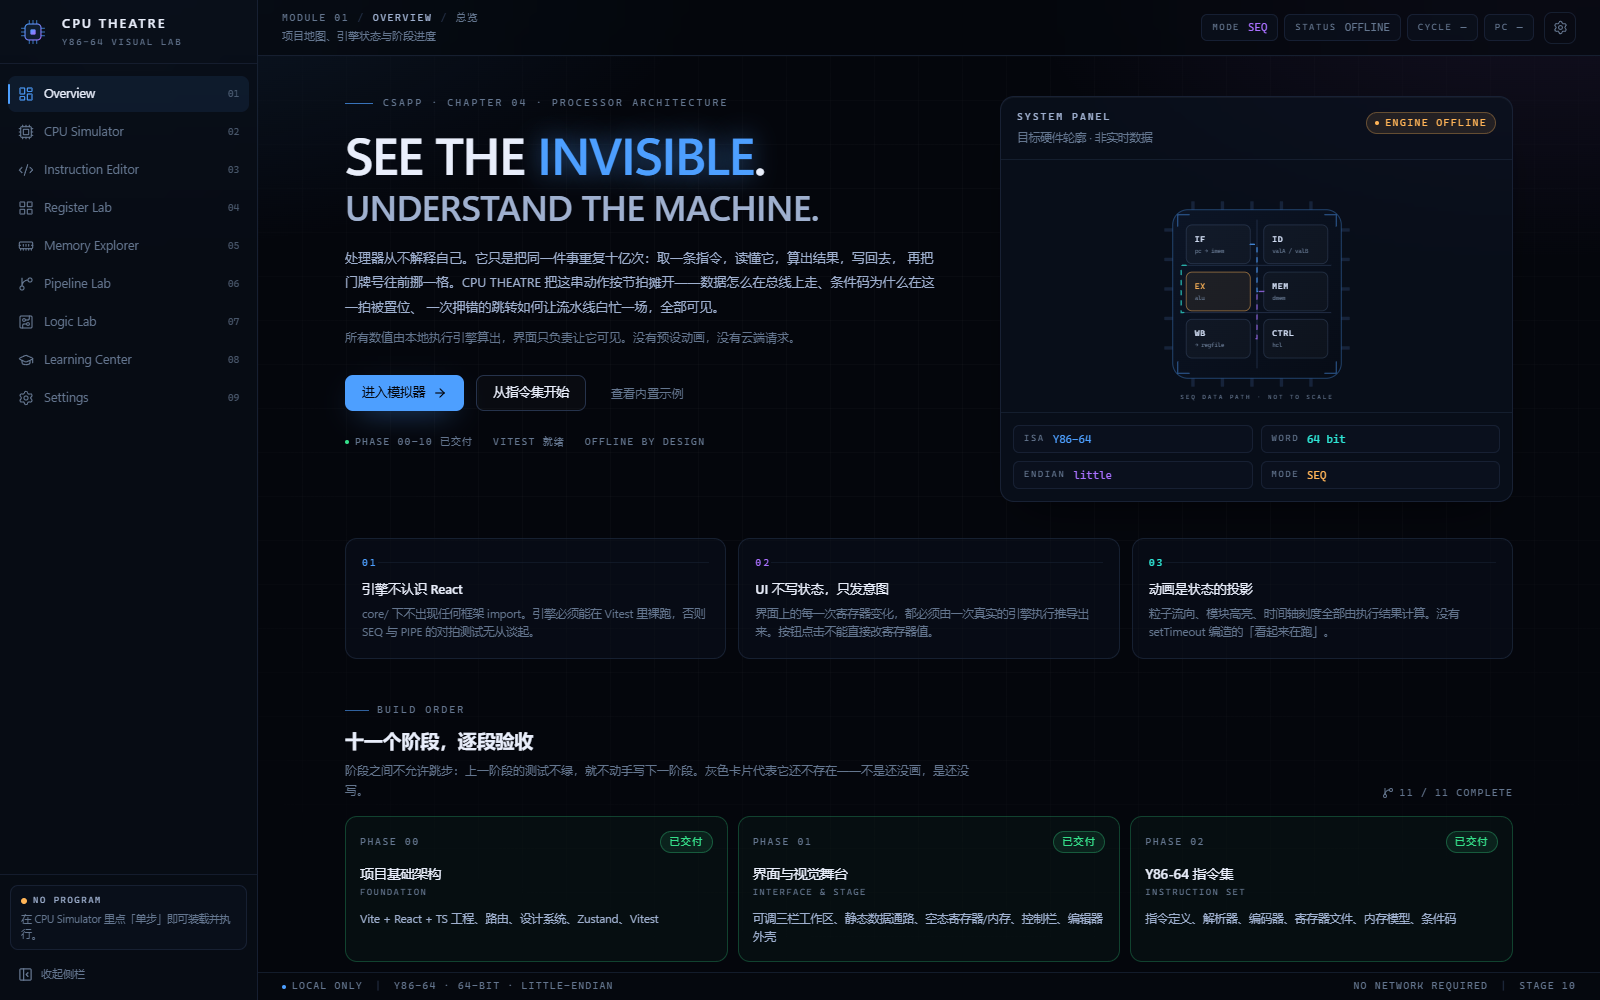 CPU THEATRE
Y86-64 VISUAL LAB
Overview 01
CPU Simulator 02
Instruction Editor 03
Register Lab 04
Memory Explorer 05
Pipeline Lab 06
Logic Lab 07
Learning Center 08
Settings 09
NO PROGRAM
在 CPU Simulator 里点「单步」即可装载并执
行。
收起侧栏
MODULE 01 / OVERVIEW / 总览
项目地图、引擎状态与阶段进度
MODE SEQ
STATUS OFFLINE
CYCLE —
PC —
CSAPP · CHAPTER 04 · PROCESSOR ARCHITECTURE
SEE THE INVISIBLE.
UNDERSTAND THE MACHINE.
处理器从不解释自己。它只是把同一件事重复十亿次：取一条指令，读懂它，算出结果，写回去， 再把
门牌号往前挪一格。CPU THEATRE 把这串动作按节拍摊开——数据怎么在总线上走、条件码为什么在这
一拍被置位、 一次押错的跳转如何让流水线白忙一场，全部可见。
所有数值由本地执行引擎算出，界面只负责让它可见。没有预设动画，没有云端请求。
进入模拟器 →
从指令集开始
查看内置示例
PHASE 00–10 已交付
VITEST 就绪
OFFLINE BY DESIGN
SYSTEM PANEL
目标硬件轮廓 · 非实时数据
ENGINE OFFLINE
IF
pc → imem
ID
valA / valB
EX
alu
MEM
dmem
WB
→ regfile
CTRL
hcl
SEQ DATA PATH · NOT TO SCALE
ISA Y86-64
WORD 64 bit
ENDIAN little
MODE SEQ
01
引擎不认识 React
core/ 下不出现任何框架 import。引擎必须能在 Vitest 里裸跑，否则
SEQ 与 PIPE 的对拍测试无从谈起。
02
UI 不写状态，只发意图
界面上的每一次寄存器变化，都必须由一次真实的引擎执行推导出
来。按钮点击不能直接改寄存器值。
03
动画是状态的投影
粒子流向、模块高亮、时间轴刻度全部由执行结果计算。没有
setTimeout 编造的「看起来在跑」。
BUILD ORDER
十一个阶段，逐段验收
阶段之间不允许跳步：上一阶段的测试不绿，就不动手写下一阶段。灰色卡片代表它还不存在——不是还没画，是还没
写。
11 / 11 COMPLETE
PHASE 00
已交付
项目基础架构
FOUNDATION
Vite + React + TS 工程、路由、设计系统、Zustand、Vitest
PHASE 01
已交付
界面与视觉舞台
INTERFACE & STAGE
可调三栏工作区、静态数据通路、空态寄存器/内存、控制栏、编辑器
外壳
PHASE 02
已交付
Y86-64 指令集
INSTRUCTION SET
指令定义、解析器、编码器、寄存器文件、内存模型、条件码
LOCAL ONLY | Y86-64 · 64-BIT · LITTLE-ENDIAN
NO NETWORK REQUIRED | STAGE 10